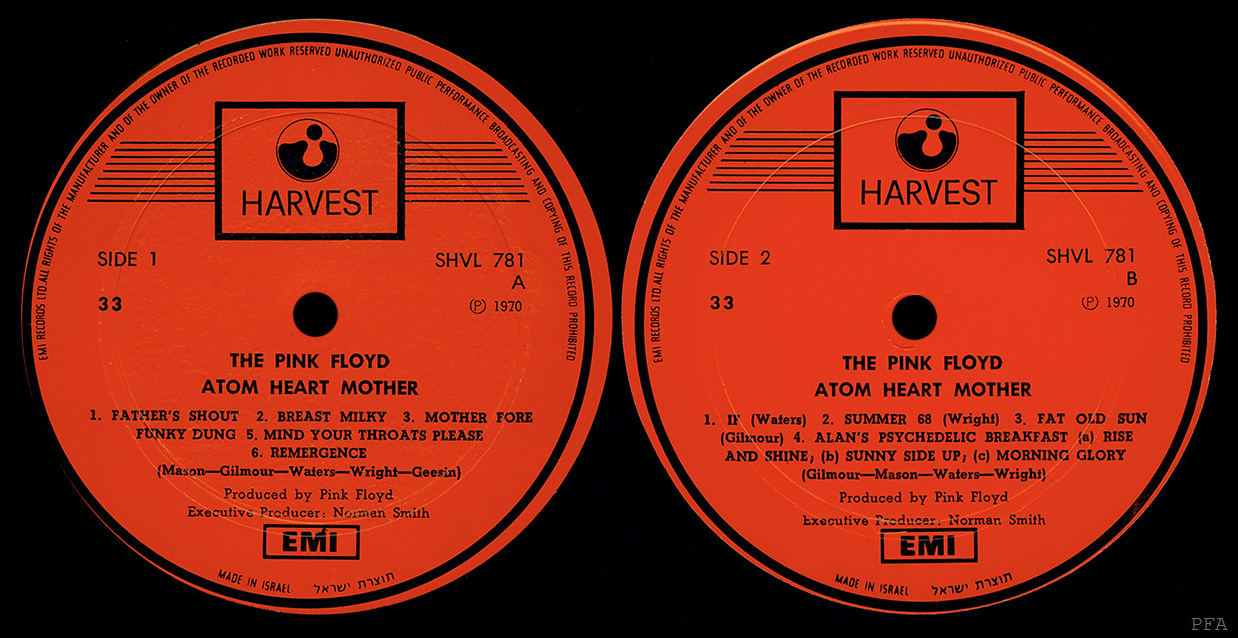 EMI RECORDS LTD. ALL RIGHTS OF THE MANUFACTURER AND OF THE OWNER OF THE RECORDED WORK RESERVED UNAUTHORIZED PUBLIC PERFORMANCE BROADCASTING AND COPYING OF THIS RECORD PROHIBITED
HARVEST
SIDE 1
SHVL 781
A
33
Ⓟ 1970
THE PINK FLOYD
ATOM HEART MOTHER
1. FATHER'S SHOUT 2. BREAST MILKY 3. MOTHER FORE
FUNKY DUNG 5. MIND YOUR THROATS PLEASE
6. REMERGENCE
(Mason—Gilmour—Waters—Wright—Geesin)
Produced by Pink Floyd
Executive Producer: Norman Smith
EMI
MADE IN ISRAEL תוצרת ישראל
EMI RECORDS LTD. ALL RIGHTS OF THE MANUFACTURER AND OF THE OWNER OF THE RECORDED WORK RESERVED UNAUTHORIZED PUBLIC PERFORMANCE BROADCASTING AND COPYING OF THIS RECORD PROHIBITED
HARVEST
SIDE 2
SHVL 781
B
33
Ⓟ 1970
THE PINK FLOYD
ATOM HEART MOTHER
1. IF (Waters) 2. SUMMER 68 (Wright) 3. FAT OLD SUN
(Gilmour) 4. ALAN'S PSYCHEDELIC BREAKFAST (a) RISE
AND SHINE; (b) SUNNY SIDE UP; (c) MORNING GLORY
(Gilmour—Mason—Waters—Wright)
Produced by Pink Floyd
Executive Producer: Norman Smith
EMI
MADE IN ISRAEL תוצרת ישראל
PFA